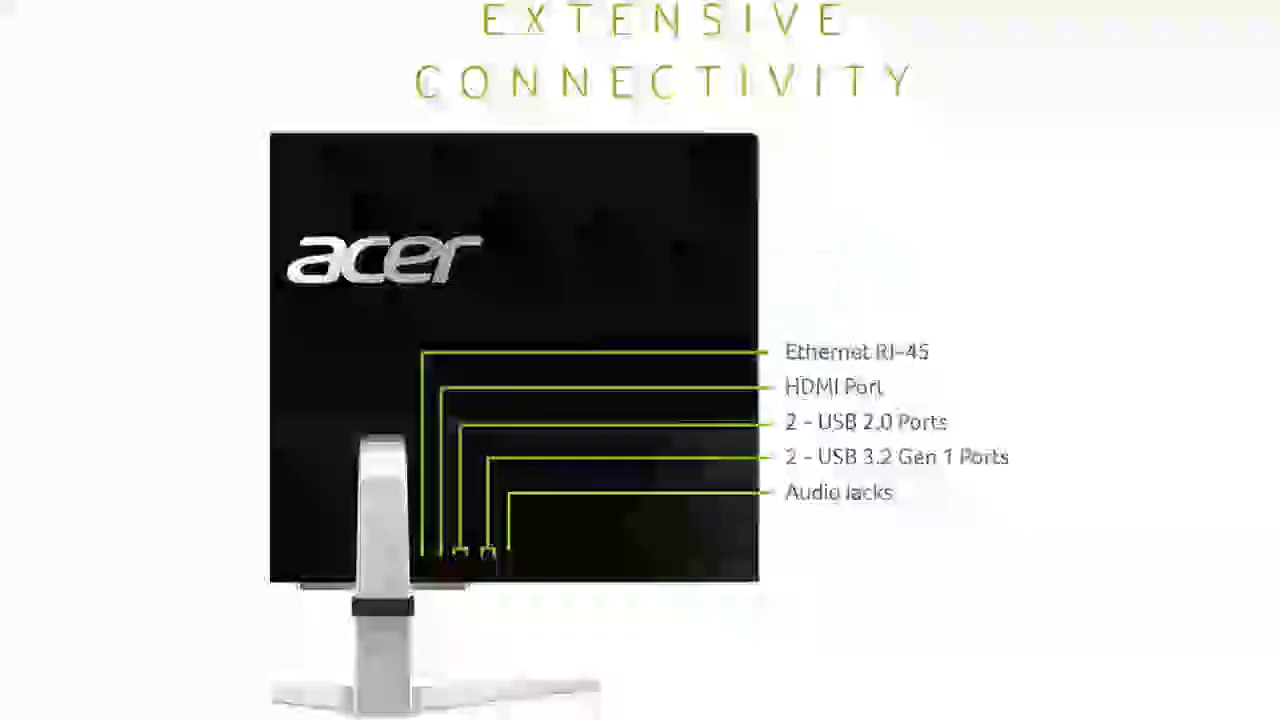 EXTENSIVE
CONNECTIVITY
acer
Ethernet RJ-45
HDMI Port
2 - USB 2.0 Ports
2 - USB 3.2 Gen 1 Ports
Audio Jacks